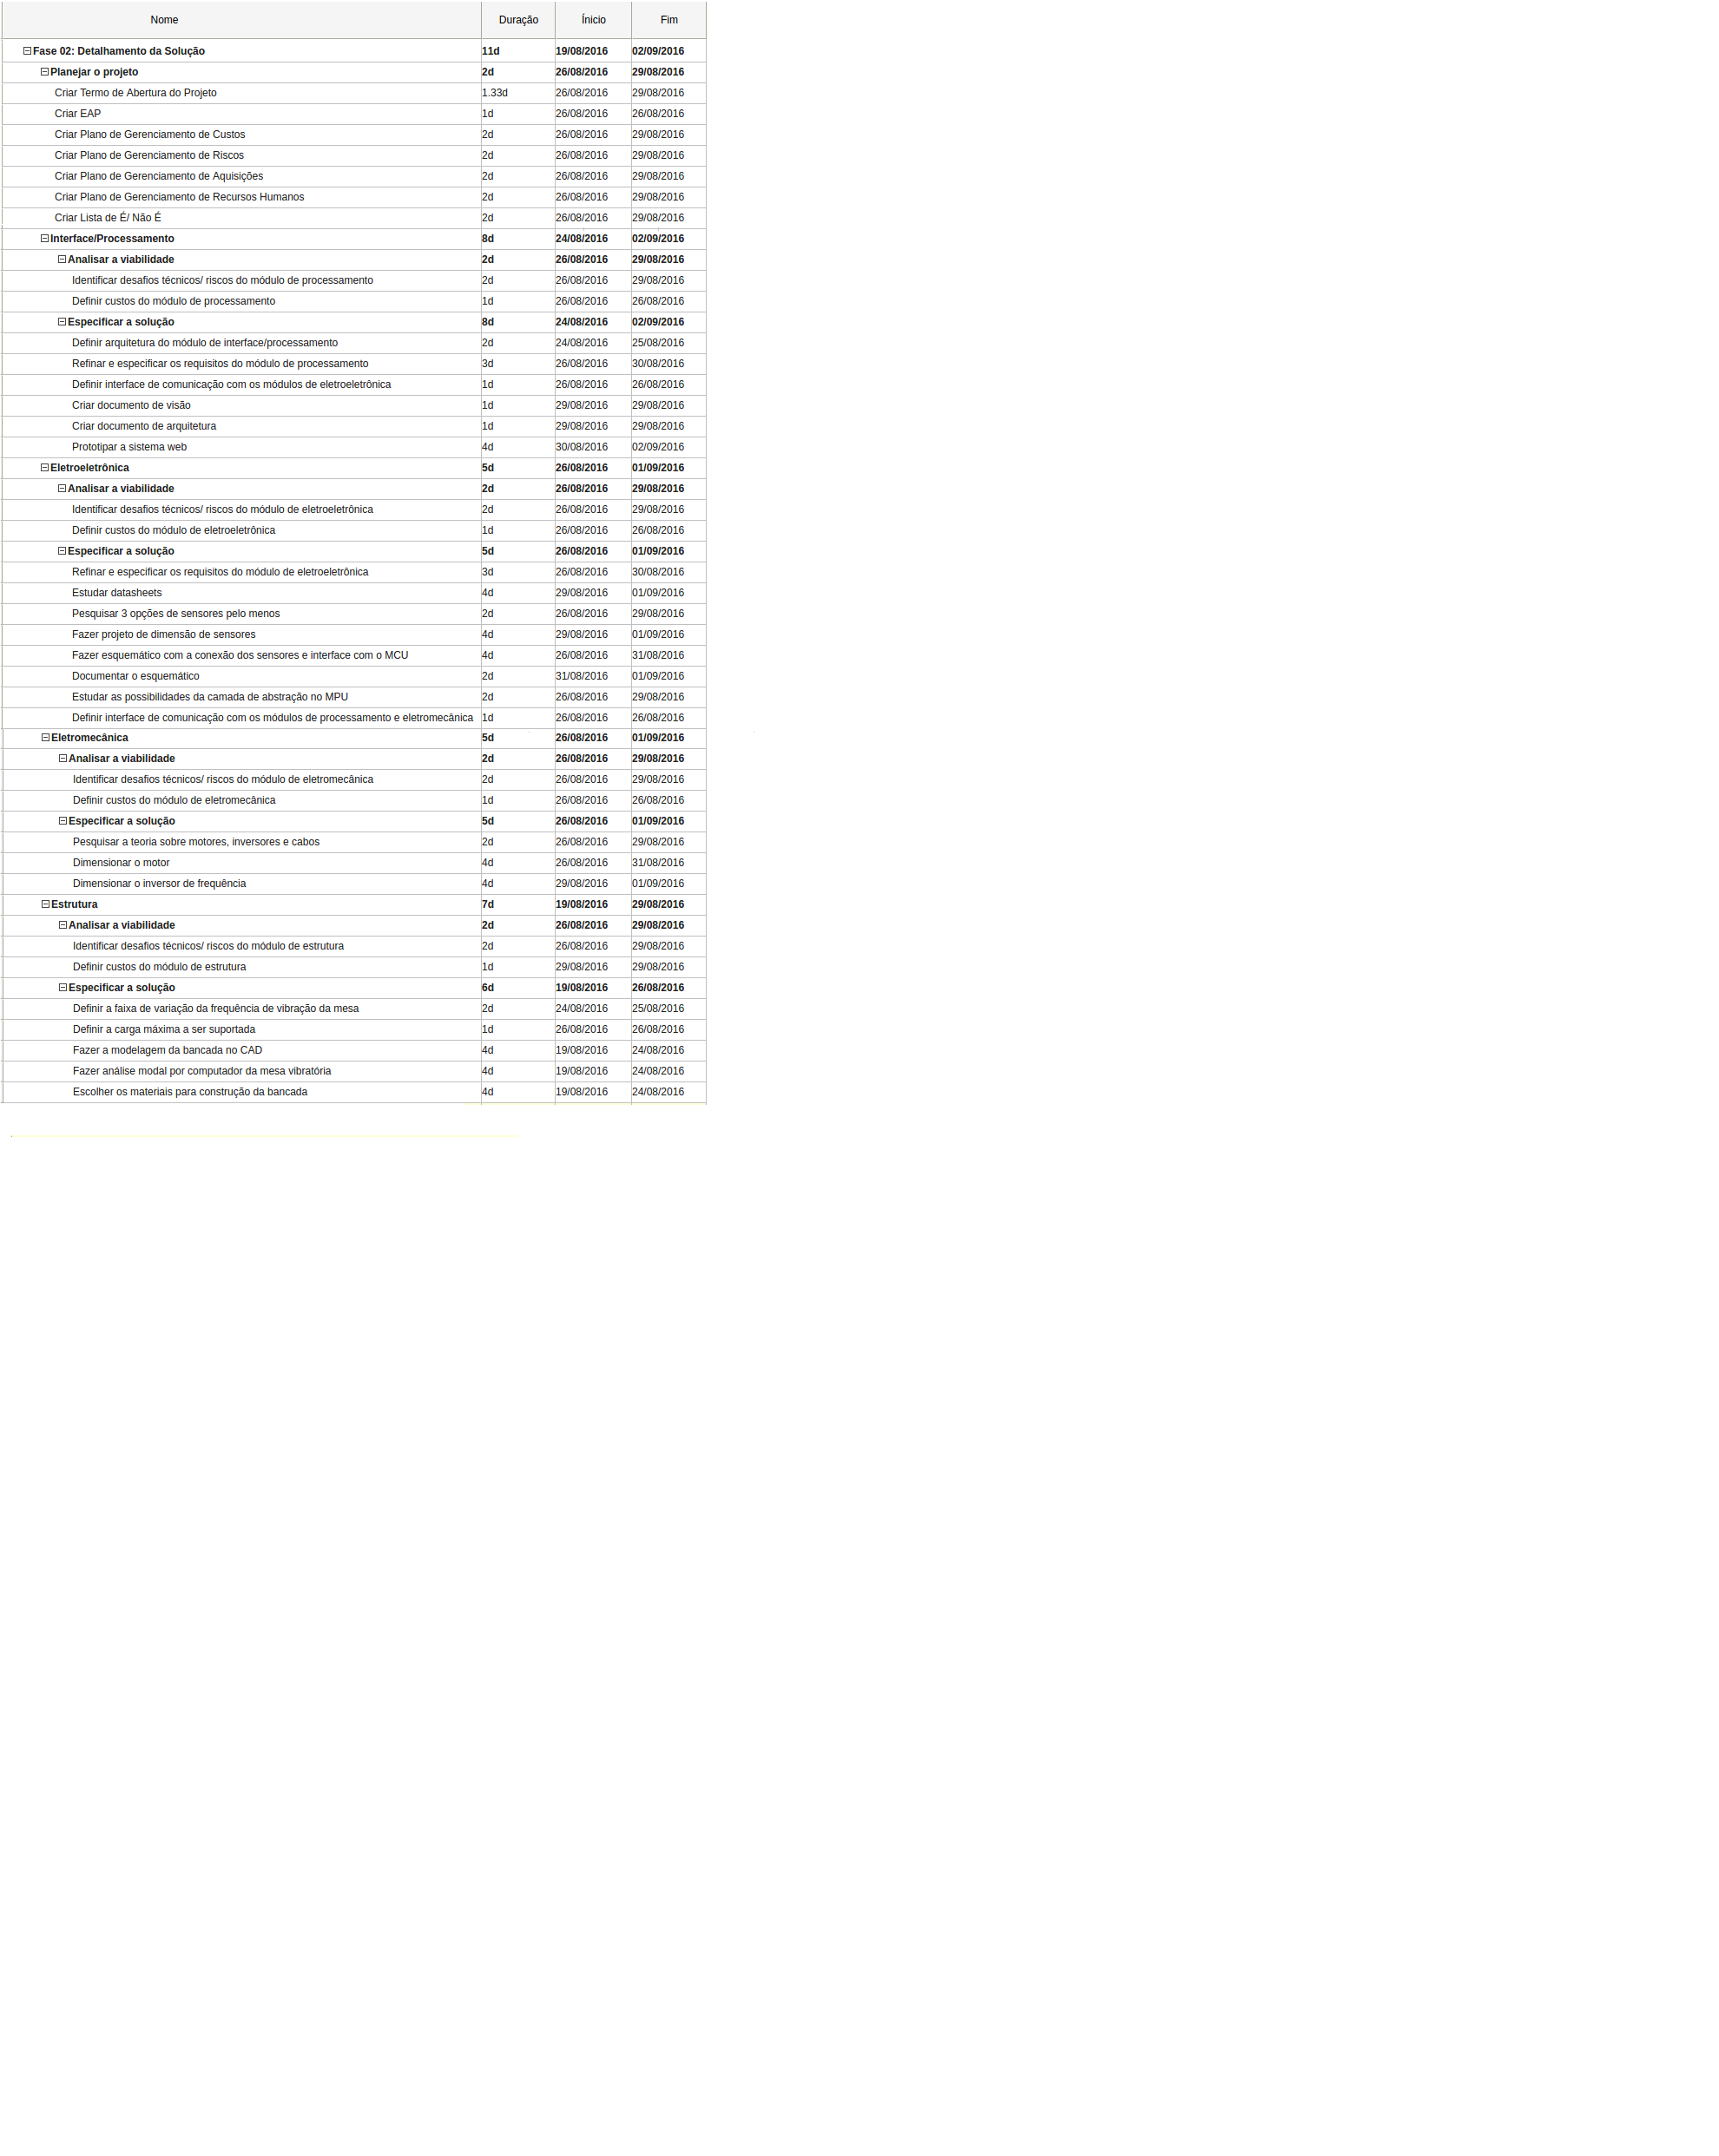 Nome Duração Ínicio Fim
Fase 02: Detalhamento da Solução 11d 19/08/2016 02/09/2016
Planejar o projeto 2d 26/08/2016 29/08/2016
Criar Termo de Abertura do Projeto 1.33d 26/08/2016 29/08/2016
Criar EAP 1d 26/08/2016 26/08/2016
Criar Plano de Gerenciamento de Custos 2d 26/08/2016 29/08/2016
Criar Plano de Gerenciamento de Riscos 2d 26/08/2016 29/08/2016
Criar Plano de Gerenciamento de Aquisições 2d 26/08/2016 29/08/2016
Criar Plano de Gerenciamento de Recursos Humanos 2d 26/08/2016 29/08/2016
Criar Lista de É/ Não É 2d 26/08/2016 29/08/2016
Interface/Processamento 8d 24/08/2016 02/09/2016
Analisar a viabilidade 2d 26/08/2016 29/08/2016
Identificar desafios técnicos/ riscos do módulo de processamento 2d 26/08/2016 29/08/2016
Definir custos do módulo de processamento 1d 26/08/2016 26/08/2016
Especificar a solução 8d 24/08/2016 02/09/2016
Definir arquitetura do módulo de interface/processamento 2d 24/08/2016 25/08/2016
Refinar e especificar os requisitos do módulo de processamento 3d 26/08/2016 30/08/2016
Definir interface de comunicação com os módulos de eletroeletrônica 1d 26/08/2016 26/08/2016
Criar documento de visão 1d 29/08/2016 29/08/2016
Criar documento de arquitetura 1d 29/08/2016 29/08/2016
Prototipar a sistema web 4d 30/08/2016 02/09/2016
Eletroeletrônica 5d 26/08/2016 01/09/2016
Analisar a viabilidade 2d 26/08/2016 29/08/2016
Identificar desafios técnicos/ riscos do módulo de eletroeletrônica 2d 26/08/2016 29/08/2016
Definir custos do módulo de eletroeletrônica 1d 26/08/2016 26/08/2016
Especificar a solução 5d 26/08/2016 01/09/2016
Refinar e especificar os requisitos do módulo de eletroeletrônica 3d 26/08/2016 30/08/2016
Estudar datasheets 4d 29/08/2016 01/09/2016
Pesquisar 3 opções de sensores pelo menos 2d 26/08/2016 29/08/2016
Fazer projeto de dimensão de sensores 4d 29/08/2016 01/09/2016
Fazer esquemático com a conexão dos sensores e interface com o MCU 4d 26/08/2016 31/08/2016
Documentar o esquemático 2d 31/08/2016 01/09/2016
Estudar as possibilidades da camada de abstração no MPU 2d 26/08/2016 29/08/2016
Definir interface de comunicação com os módulos de processamento e eletromecânica 1d 26/08/2016 26/08/2016
Eletromecânica 5d 26/08/2016 01/09/2016
Analisar a viabilidade 2d 26/08/2016 29/08/2016
Identificar desafios técnicos/ riscos do módulo de eletromecânica 2d 26/08/2016 29/08/2016
Definir custos do módulo de eletromecânica 1d 26/08/2016 26/08/2016
Especificar a solução 5d 26/08/2016 01/09/2016
Pesquisar a teoria sobre motores, inversores e cabos 2d 26/08/2016 29/08/2016
Dimensionar o motor 4d 26/08/2016 31/08/2016
Dimensionar o inversor de frequência 4d 29/08/2016 01/09/2016
Estrutura 7d 19/08/2016 29/08/2016
Analisar a viabilidade 2d 26/08/2016 29/08/2016
Identificar desafios técnicos/ riscos do módulo de estrutura 2d 26/08/2016 29/08/2016
Definir custos do módulo de estrutura 1d 29/08/2016 29/08/2016
Especificar a solução 6d 19/08/2016 26/08/2016
Definir a faixa de variação da frequência de vibração da mesa 2d 24/08/2016 25/08/2016
Definir a carga máxima a ser suportada 1d 26/08/2016 26/08/2016
Fazer a modelagem da bancada no CAD 4d 19/08/2016 24/08/2016
Fazer análise modal por computador da mesa vibratória 4d 19/08/2016 24/08/2016
Escolher os materiais para construção da bancada 4d 19/08/2016 24/08/2016